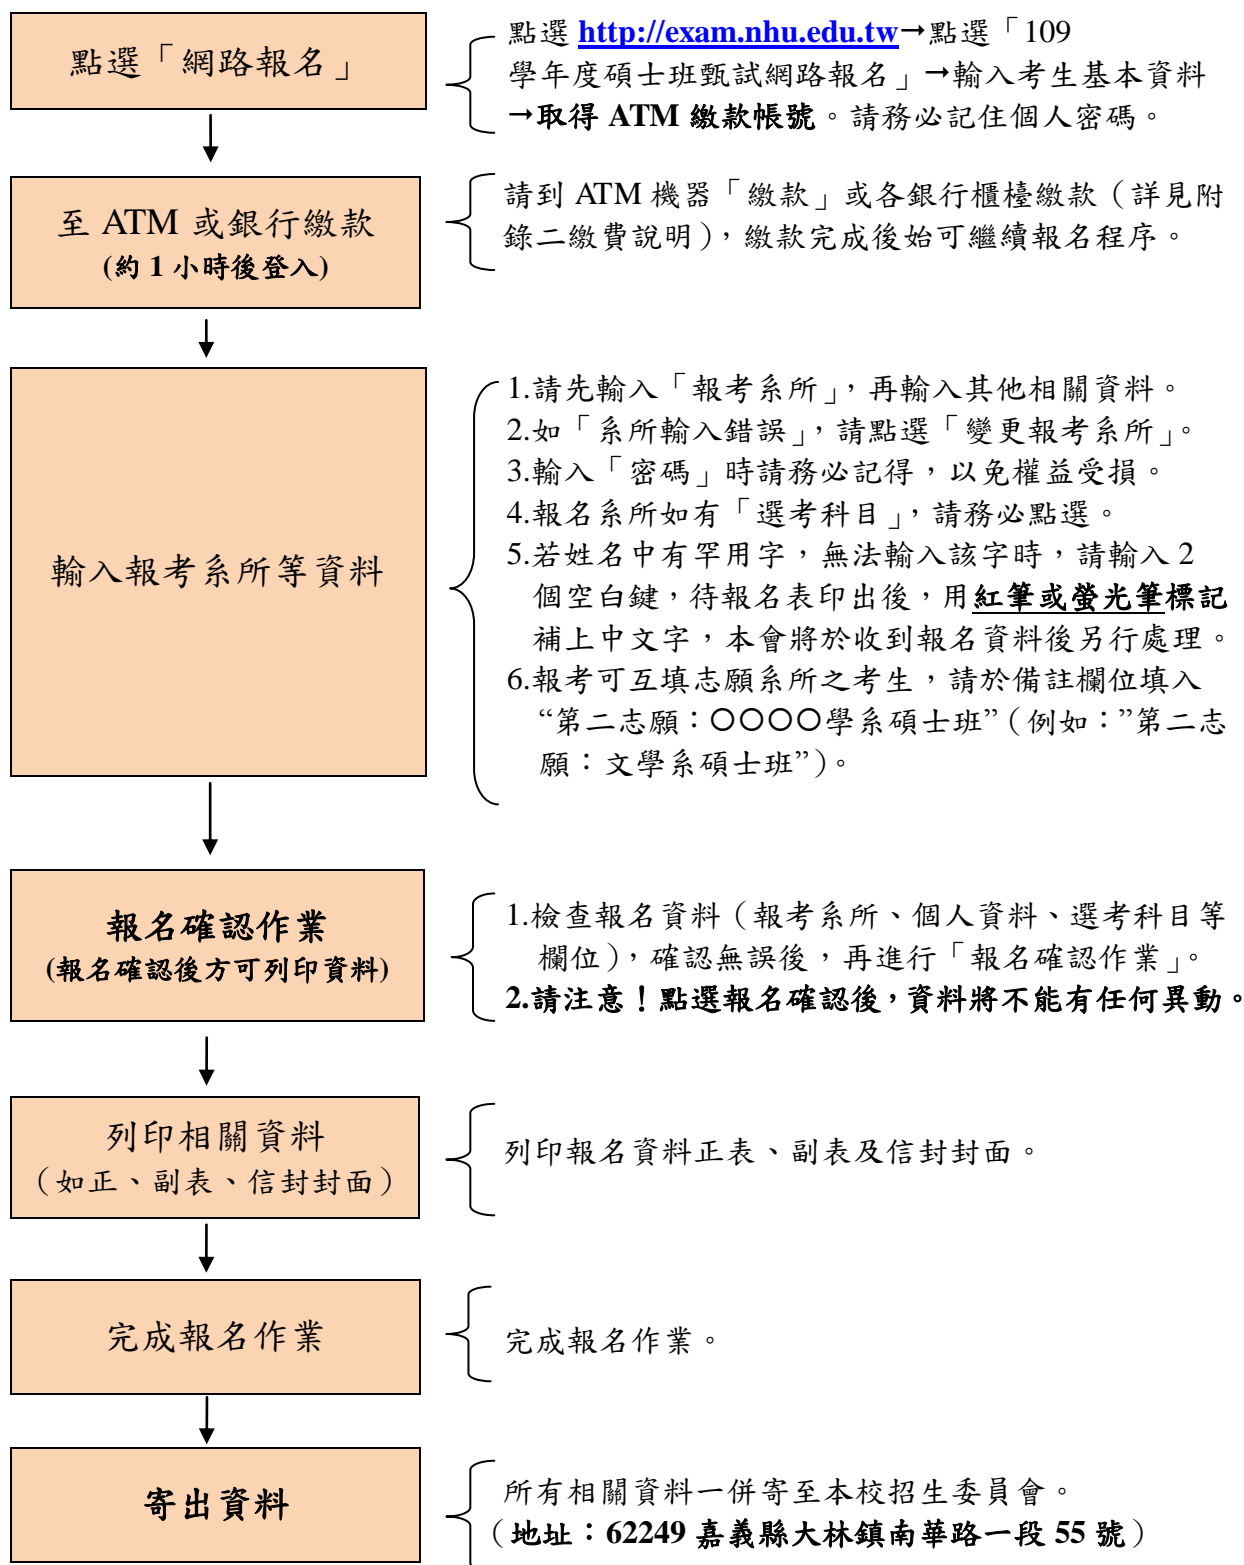 點選「網路報名」
點選 http://exam.nhu.edu.tw→點選「109
學年度碩士班甄試網路報名」→輸入考生基本資料
→取得 ATM 繳款帳號。請務必記住個人密碼。
至 ATM 或銀行繳款
(約 1 小時後登入)
請到 ATM 機器「繳款」或各銀行櫃檯繳款（詳見附
錄二繳費說明），繳款完成後始可繼續報名程序。
輸入報考系所等資料
1.請先輸入「報考系所」，再輸入其他相關資料。
2.如「系所輸入錯誤」，請點選「變更報考系所」。
3.輸入「密碼」時請務必記得，以免權益受損。
4.報名系所如有「選考科目」，請務必點選。
5.若姓名中有罕用字，無法輸入該字時，請輸入 2
個空白鍵，待報名表印出後，用紅筆或螢光筆標記
補上中文字，本會將於收到報名資料後另行處理。
6.報考可互填志願系所之考生，請於備註欄位填入
“第二志願：〇〇〇〇學系碩士班”（例如：”第二志
願：文學系碩士班”）。
報名確認作業
(報名確認後方可列印資料)
1.檢查報名資料（報考系所、個人資料、選考科目等
欄位），確認無誤後，再進行「報名確認作業」。
2.請注意！點選報名確認後，資料將不能有任何異動。
列印相關資料
（如正、副表、信封封面）
列印報名資料正表、副表及信封封面。
完成報名作業
完成報名作業。
寄出資料
所有相關資料一併寄至本校招生委員會。
（地址：62249 嘉義縣大林鎮南華路一段 55 號）